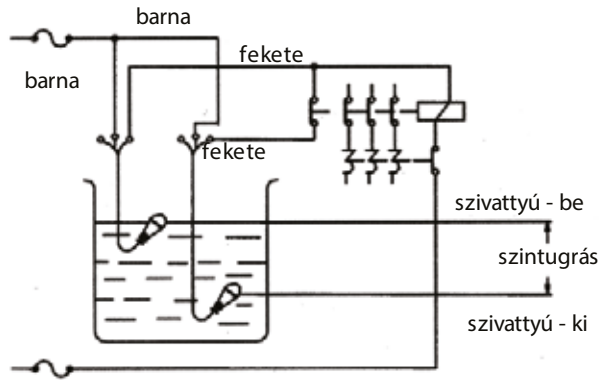 barna
fekete
barna
fekete
szivattyú - be
szintugrás
szivattyú - ki